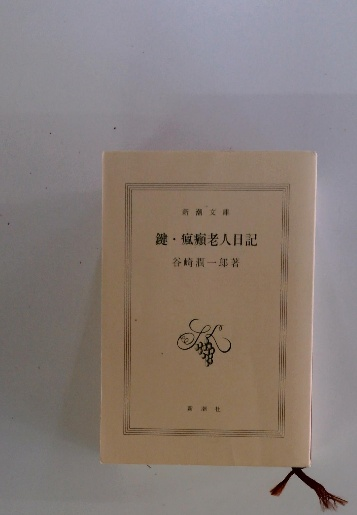 新潮文庫
鍵・瘋癲老人日記
谷崎潤一郎著
新潮社